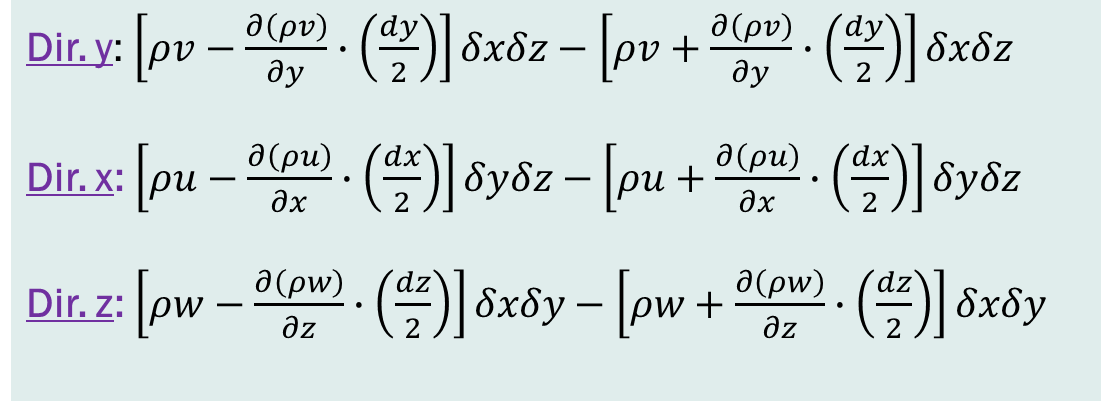 Dir. y: [ρv − ∂(ρv)/∂y · (dy/2)] δxδz − [ρv + ∂(ρv)/∂y · (dy/2)] δxδz
Dir. x: [ρu − ∂(ρu)/∂x · (dx/2)] δyδz − [ρu + ∂(ρu)/∂x · (dx/2)] δyδz
Dir. z: [ρw − ∂(ρw)/∂z · (dz/2)] δxδy − [ρw + ∂(ρw)/∂z · (dz/2)] δxδy